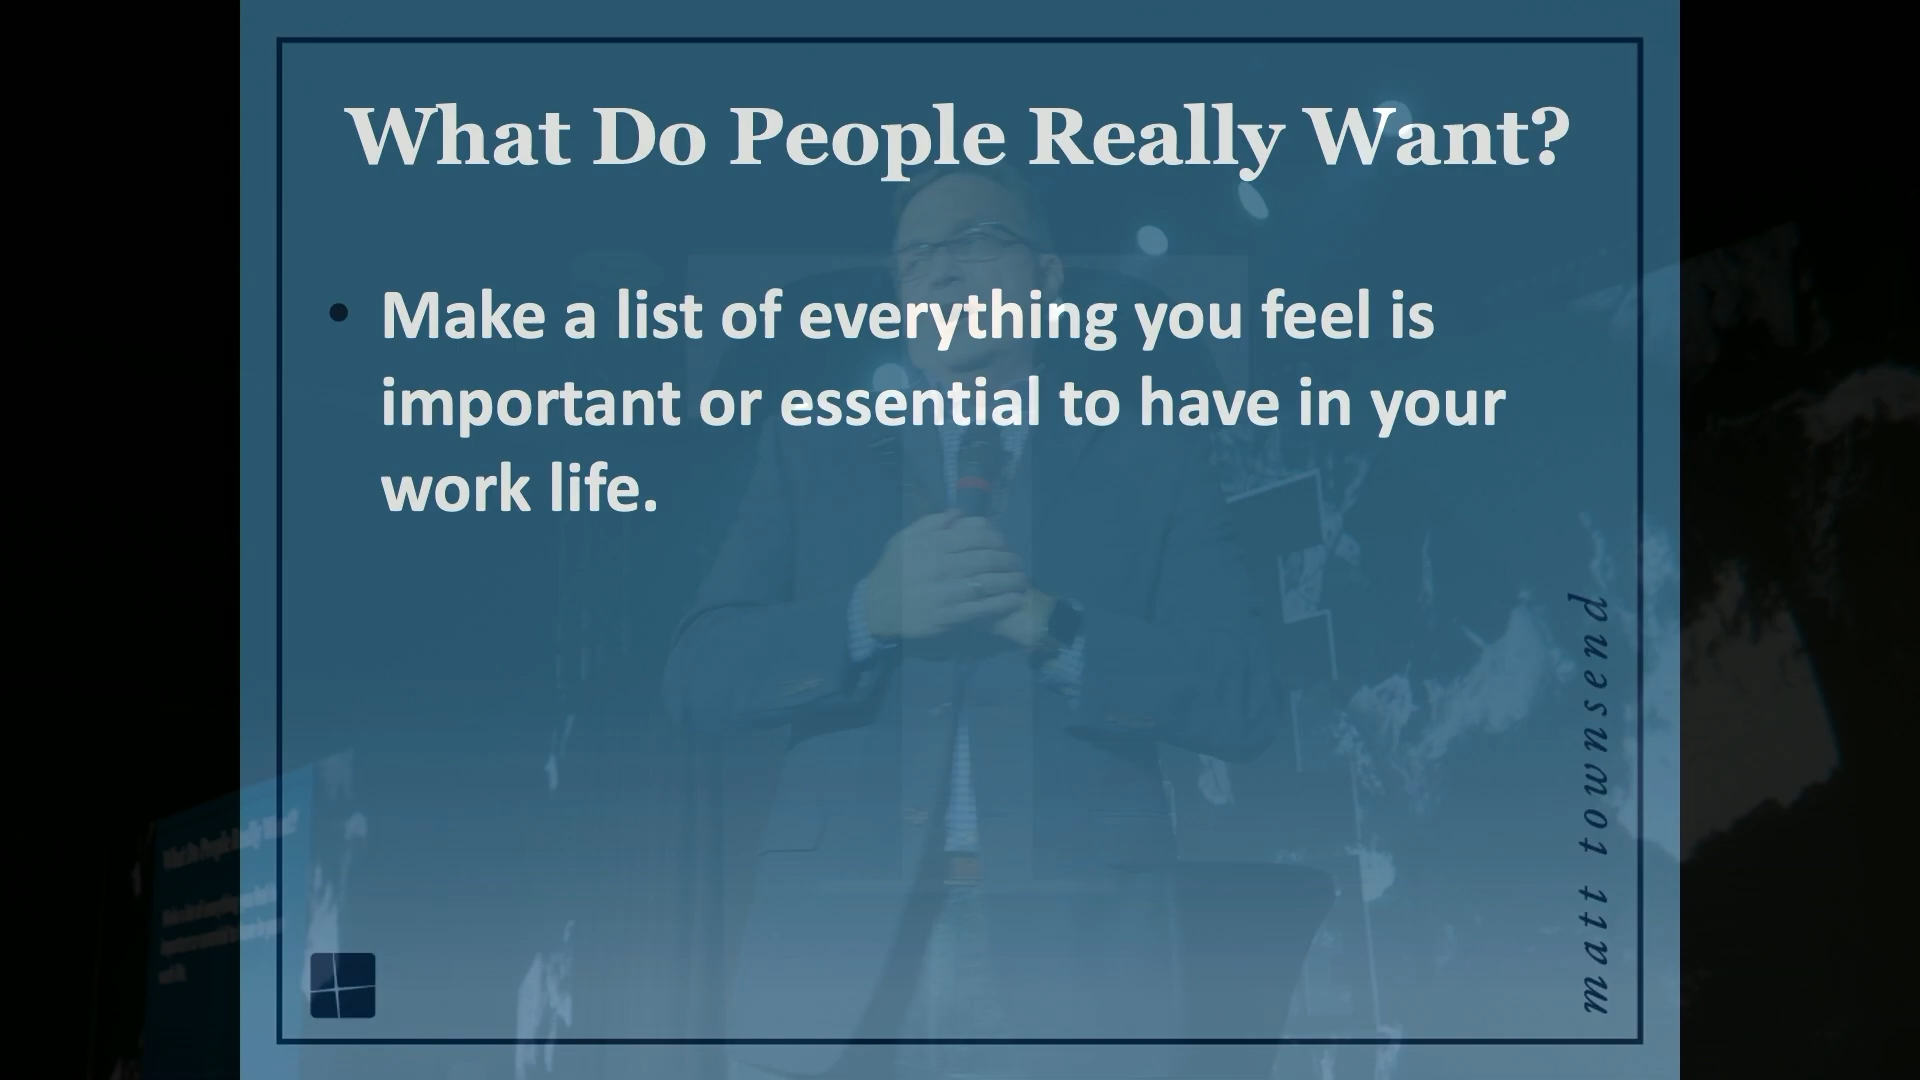 What Do People Really Want?
• Make a list of everything you feel is
important or essential to have in your
work life.
matt townsend